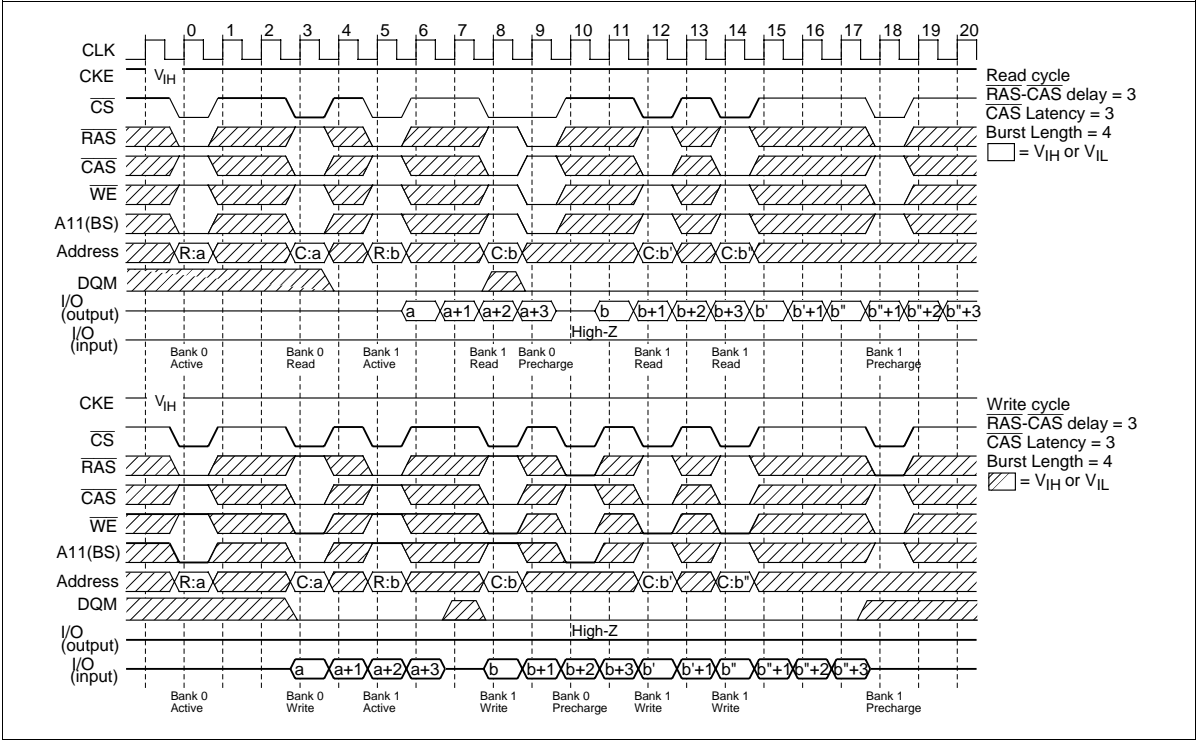 0 1 2 3 4 5 6 7 8 9 10 11 12 13 14 15 16 17 18 19 20
CLK
CKE VIH
CS
RAS
CAS
WE
A11(BS)
Address R:a C:a R:b C:b C:b' C:b"
DQM
I/O (output) a a+1 a+2 a+3 b b+1 b+2 b+3 b' b'+1 b" b"+1 b"+2 b"+3
High-Z
I/O (input)
Bank 0 Active
Bank 0 Read
Bank 1 Active
Bank 1 Read
Bank 0 Precharge
Bank 1 Read
Bank 1 Read
Bank 1 Precharge
Read cycle
RAS-CAS delay = 3
CAS Latency = 3
Burst Length = 4
= VIH or VIL
CKE VIH
CS
RAS
CAS
WE
A11(BS)
Address R:a C:a R:b C:b C:b' C:b"
DQM
I/O (output)
High-Z
I/O (input) a a+1 a+2 a+3 b b+1 b+2 b+3 b' b'+1 b" b"+1 b"+2 b"+3
Bank 0 Active
Bank 0 Write
Bank 1 Active
Bank 1 Write
Bank 0 Precharge
Bank 1 Write
Bank 1 Write
Bank 1 Precharge
Write cycle
RAS-CAS delay = 3
CAS Latency = 3
Burst Length = 4
= VIH or VIL